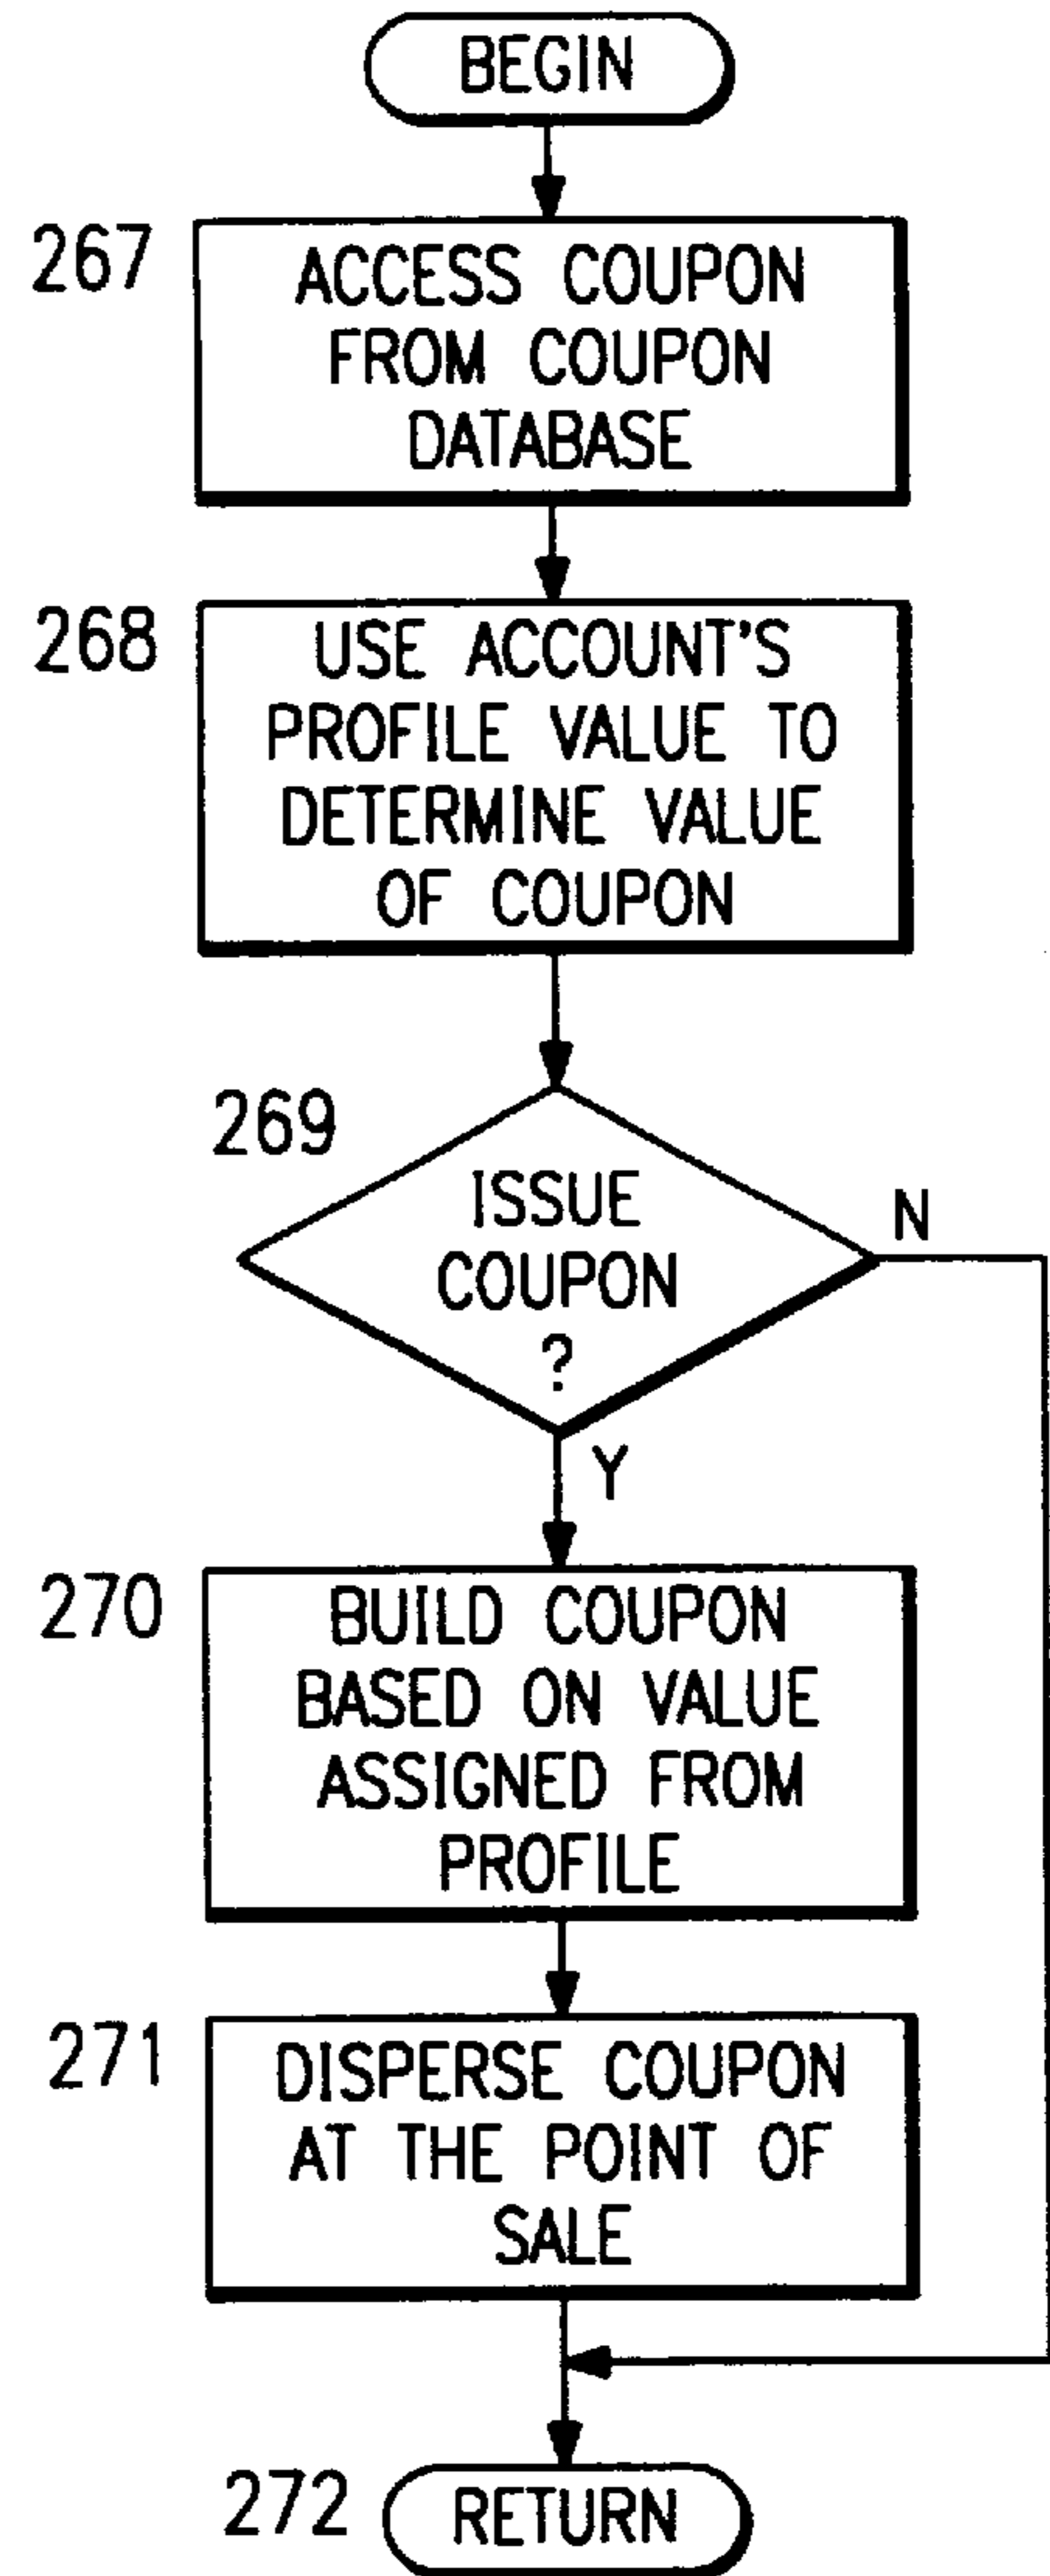 BEGIN
267
ACCESS COUPON
FROM COUPON
DATABASE
268
USE ACCOUNT'S
PROFILE VALUE TO
DETERMINE VALUE
OF COUPON
269
ISSUE
COUPON
?
N
Y
270
BUILD COUPON
BASED ON VALUE
ASSIGNED FROM
PROFILE
271
DISPERSE COUPON
AT THE POINT OF
SALE
272
RETURN